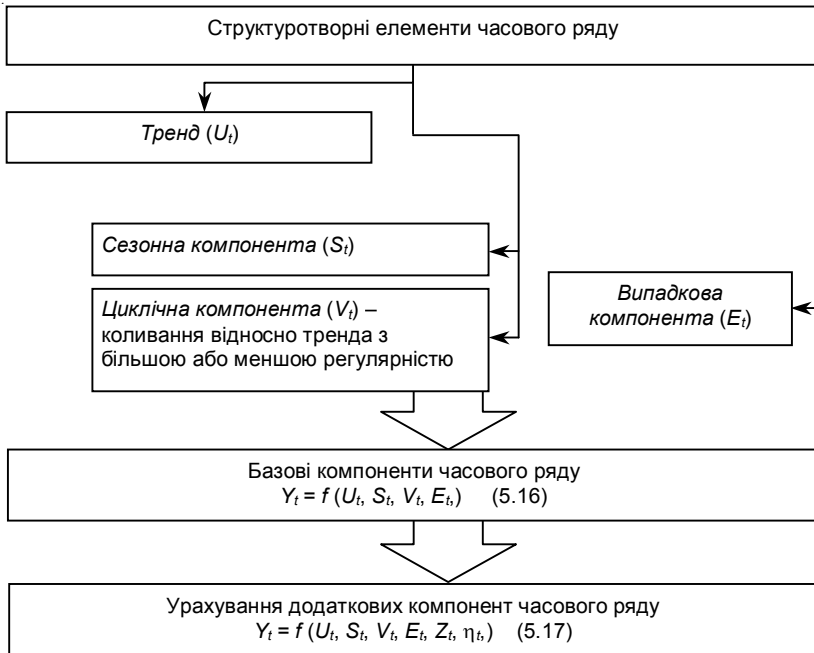 Структуротворні елементи часового ряду
Тренд (Uₜ)
Сезонна компонента (Sₜ)
Циклічна компонента (Vₜ) –
коливання відносно тренда з
більшою або меншою регулярністю
Випадкова
компонента (Eₜ)
Базові компоненти часового ряду
Yₜ = f (Uₜ, Sₜ, Vₜ, Eₜ,) (5.16)
Урахування додаткових компонент часового ряду
Yₜ = f (Uₜ, Sₜ, Vₜ, Eₜ, Zₜ, ηₜ,) (5.17)